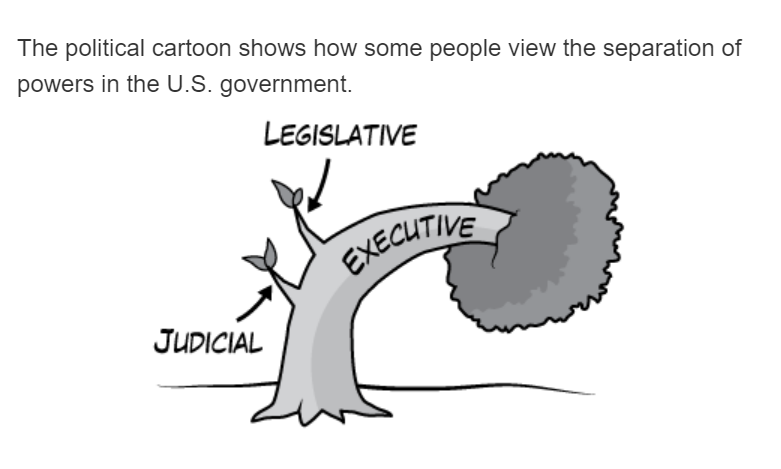 The political cartoon shows how some people view the separation of
powers in the U.S. government.
LEGISLATIVE
EXECUTIVE
JUDICIAL